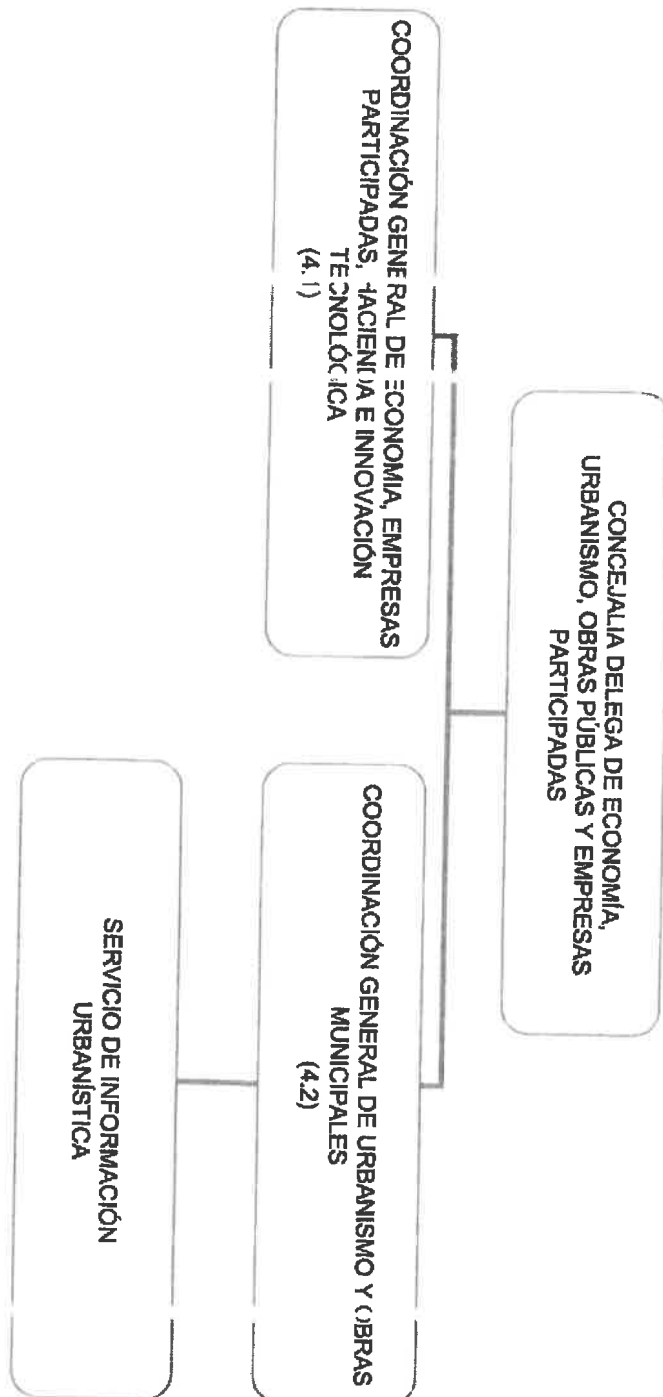 CONCEJALIA DELEGA DE ECONOMÍA,
URBANISMO, OBRAS PÚBLICAS Y EMPRESAS
PARTICIPADAS
COORDINACIÓN GENERAL DE ECONOMIA, EMPRESAS
PARTICIPADAS, HACIENDA E INNOVACIÓN
TECNOLÓGICA
(4.1)
COORDINACIÓN GENERAL DE URBANISMO Y OBRAS
MUNICIPALES
(4.2)
SERVICIO DE INFORMACIÓN
URBANÍSTICA